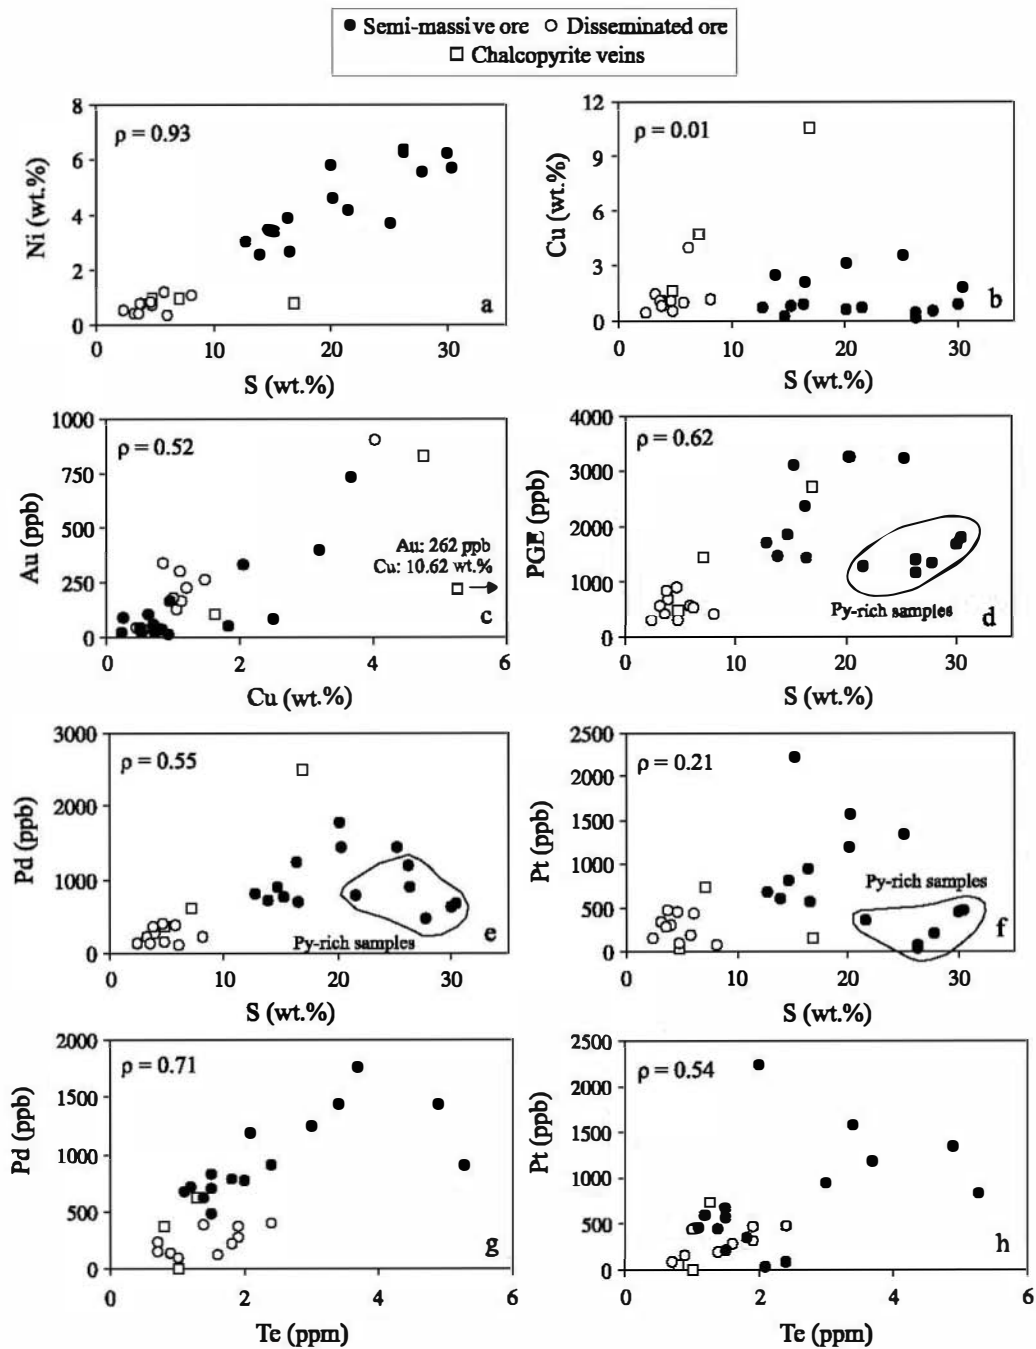 ● Semi-massive ore ○ Disseminated ore
□ Chalcopyrite veins
8
6
4
2
0
Ni (wt.%)
ρ = 0.93
a
0 10 20 30
S (wt.%)
12
9
6
3
0
Cu (wt.%)
ρ = 0.01
b
0 10 20 30
S (wt.%)
1000
750
500
250
0
Au (ppb)
ρ = 0.52
Au: 262 ppb
Cu: 10.62 wt.%
c
0 2 4 6
Cu (wt.%)
4000
3000
2000
1000
0
PGE (ppb)
ρ = 0.62
Py-rich samples
d
0 10 20 30
S (wt.%)
3000
2000
1000
0
Pd (ppb)
ρ = 0.55
Py-rich samples
e
0 10 20 30
S (wt.%)
2500
2000
1500
1000
500
0
Pt (ppb)
ρ = 0.21
Py-rich samples
f
0 10 20 30
S (wt.%)
2000
1500
1000
500
0
Pd (ppb)
ρ = 0.71
g
0 2 4 6
Te (ppm)
2500
2000
1500
1000
500
0
Pt (ppb)
ρ = 0.54
h
0 2 4 6
Te (ppm)